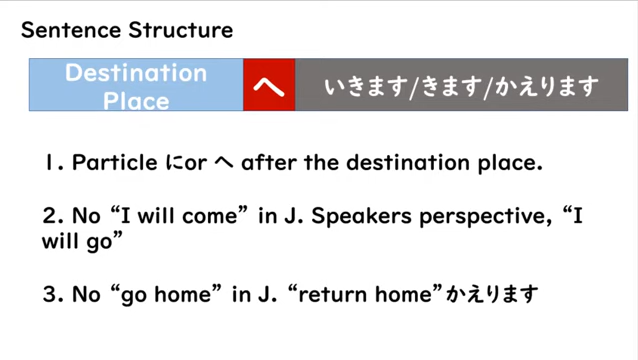 Sentence Structure
Destination
Place
へ
いきます/きます/かえります
1. Particle にor へ after the destination place.
2. No “I will come” in J. Speakers perspective, “I
will go”
3. No “go home” in J. “return home”かえります